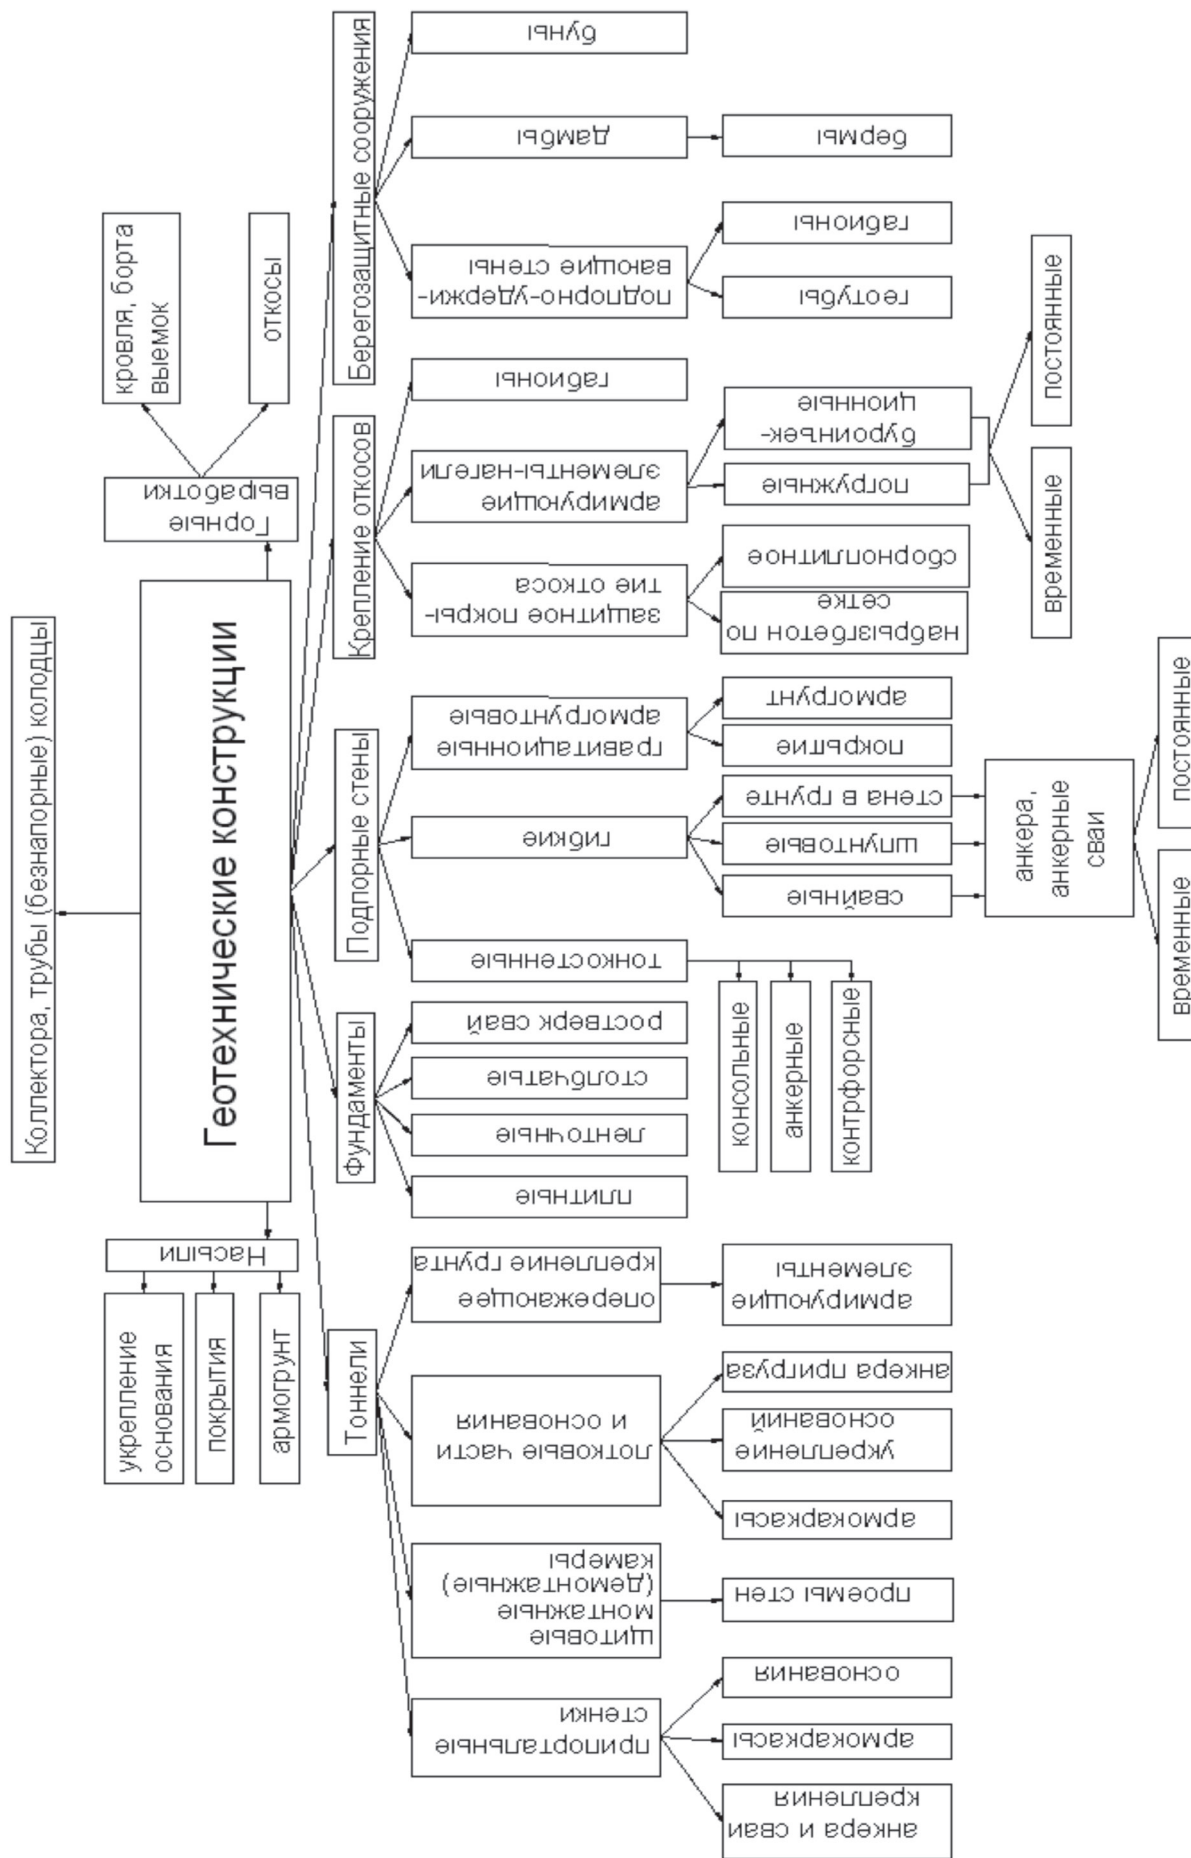 Коллектора, трубы (безнапорные) колодцы
Геотехнические конструкции
Насыпи
укрепление
основания
покрытия
армогрунт
Горные
выработки
кровля, борта
выемок
откосы
Тоннели
припортальные
стенки
анкера и сваи
крепления
армокаркасы
основания
щитовые
монтажные
(демонтажные)
камеры
проемы стен
лотковые части
и основания
армокаркасы
укрепление
оснований
анкера пригруза
опережающее
крепление грунта
армирующие
элементы
Фундаменты
плитные
ленточные
столбчатые
ростверк свай
Подпорные стены
тонкостенные
консольные
анкерные
контрфорсные
гибкие
свайные
шпунтовые
стена в грунте
анкера,
анкерные
сваи
временные
постоянные
гравитационные
армогрунтовые
покрытие
армогрунт
Крепление откосов
защитное покры-
тие откоса
набрызгбетон по
сетке
сборноплитное
армирующие
элементы-нагели
погружные
буроинъек-
ционные
временные
постоянные
габионы
Берегозащитные сооружения
подпорно-удержи-
вающие стены
геотубы
габионы
дамбы
бермы
буны